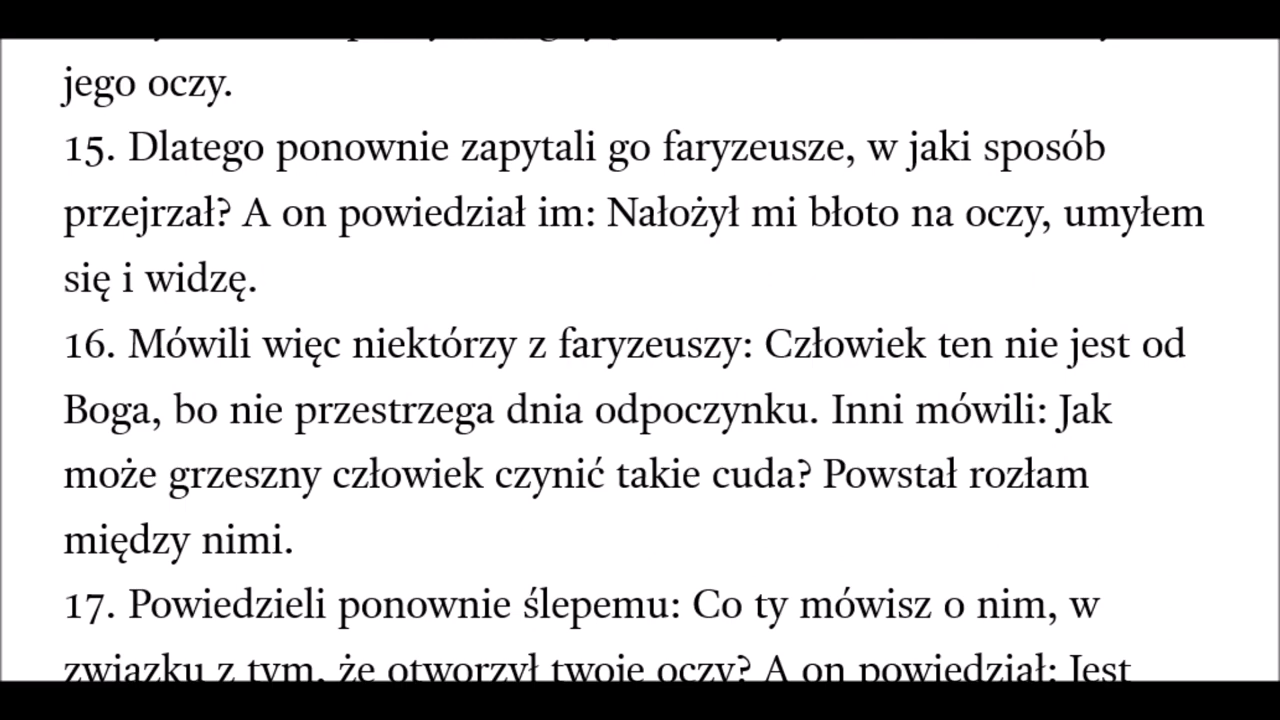 jego oczy.
15. Dlatego ponownie zapytali go faryzeusze, w jaki sposób
przejrzał? A on powiedział im: Nałożył mi błoto na oczy, umyłem
się i widzę.
16. Mówili więc niektórzy z faryzeuszy: Człowiek ten nie jest od
Boga, bo nie przestrzega dnia odpoczynku. Inni mówili: Jak
może grzeszny człowiek czynić takie cuda? Powstał rozłam
między nimi.
17. Powiedzieli ponownie ślepemu: Co ty mówisz o nim, w
związku z tym, że otworzył twoje oczy? A on powiedział: Jest